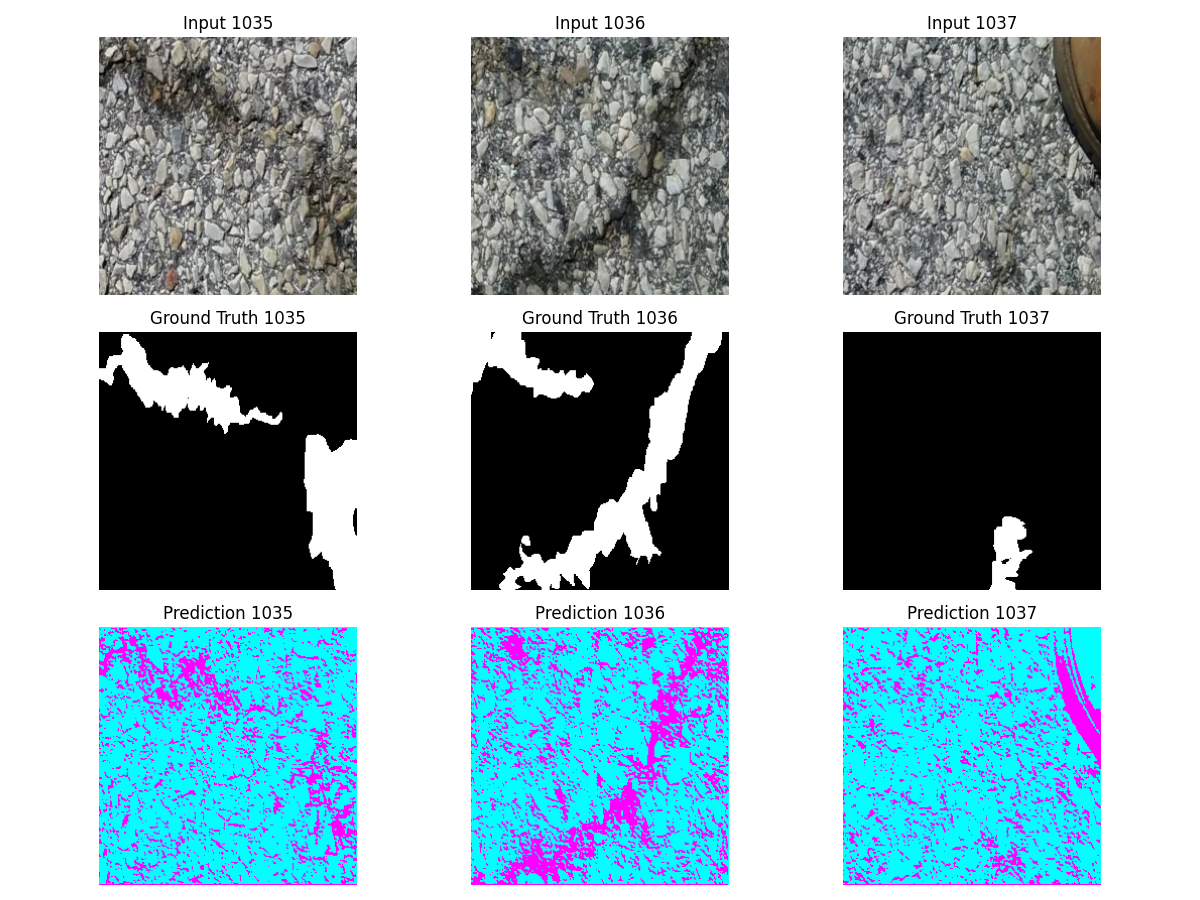 Input 1035
Input 1036
Input 1037
Ground Truth 1035
Ground Truth 1036
Ground Truth 1037
Prediction 1035
Prediction 1036
Prediction 1037